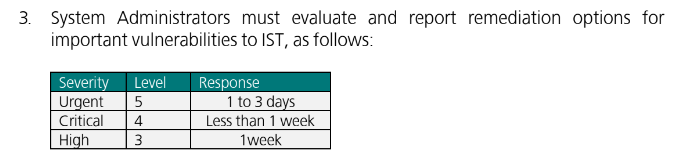 3. System Administrators must evaluate and report remediation options for
important vulnerabilities to IST, as follows:
Severity Level Response
Urgent 5 1 to 3 days
Critical 4 Less than 1 week
High 3 1week